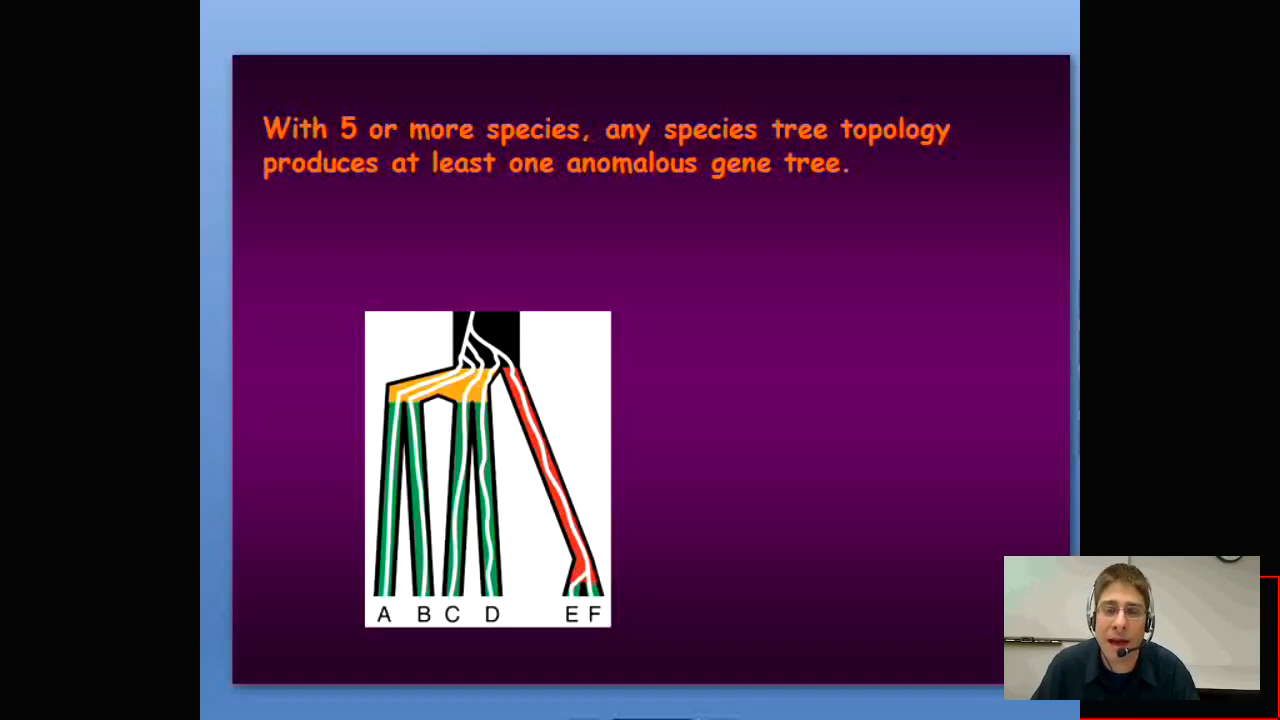 With 5 or more species, any species tree topology
produces at least one anomalous gene tree.
A B C D E F